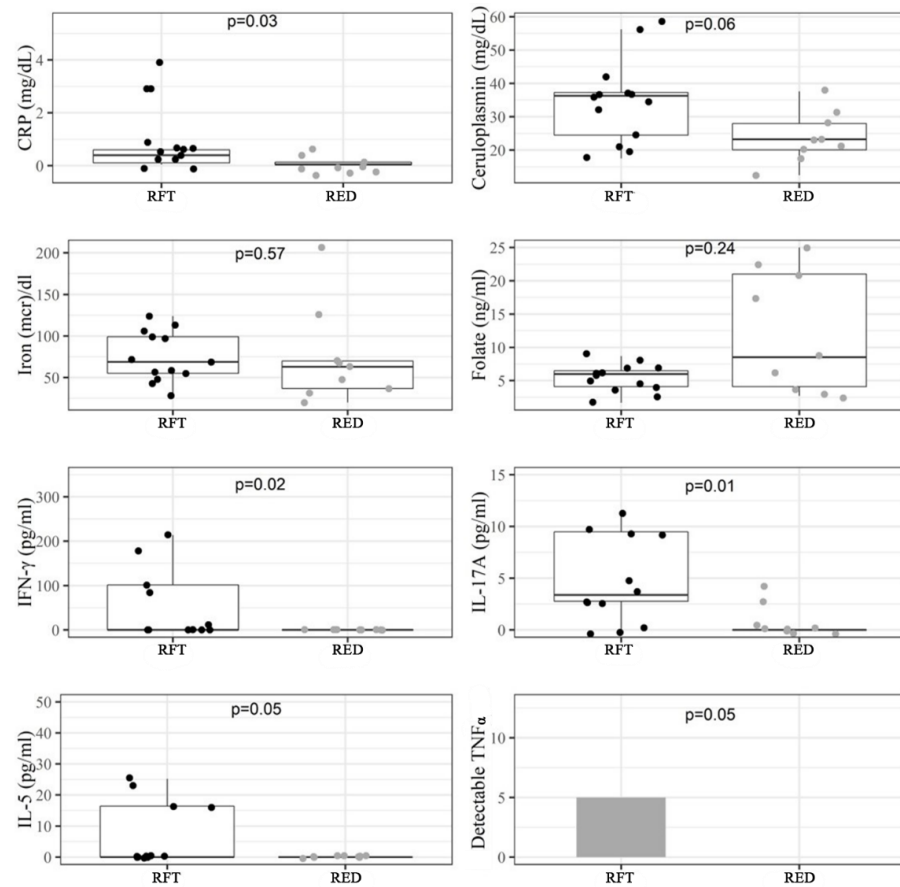 p=0.03
CRP (mg/dL)
4
2
0
RFT RED
p=0.06
Ceruloplasmin (mg/dL)
60
50
40
30
20
RFT RED
p=0.57
Iron (mcr)/dl
200
150
100
50
RFT RED
p=0.24
Folate (ng/ml)
25
20
15
10
5
RFT RED
p=0.02
IFN-γ (pg/ml)
300
200
100
0
RFT RED
p=0.01
IL-17A (pg/ml)
15
10
5
0
RFT RED
p=0.05
IL-5 (pg/ml)
50
40
30
20
10
0
RFT RED
p=0.05
Detectable TNFα
10
5
0
RFT RED